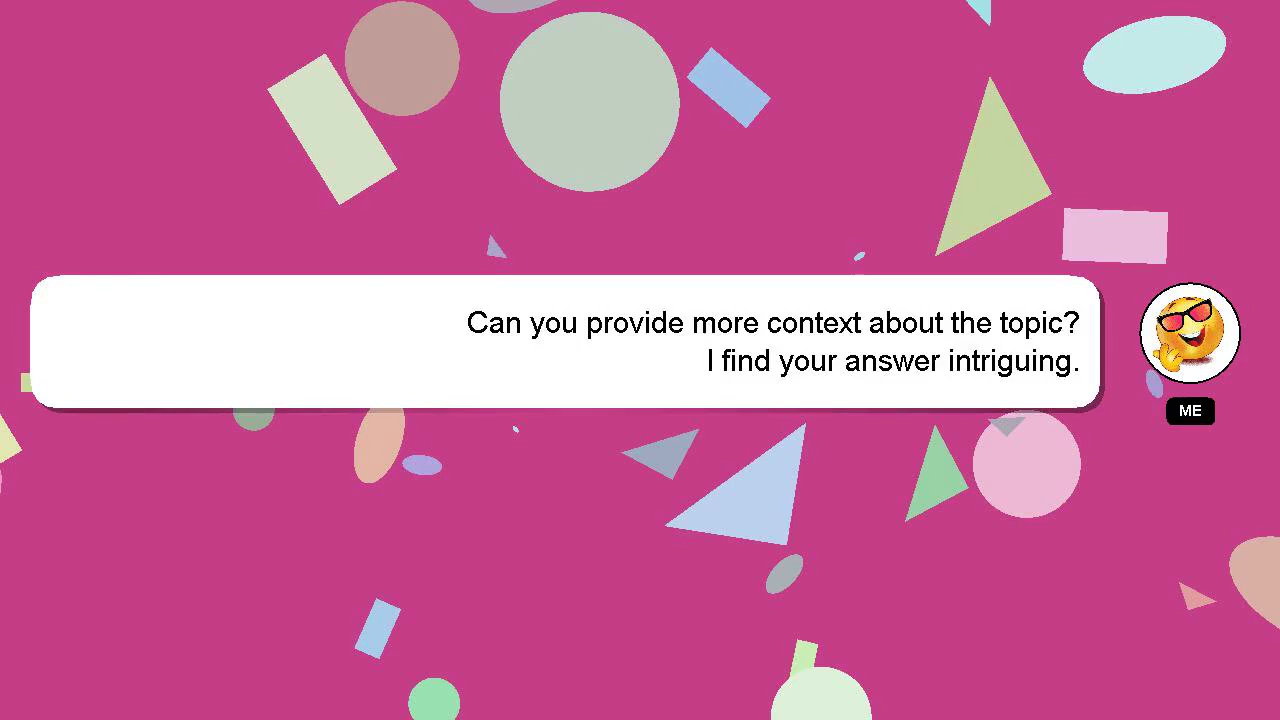 Can you provide more context about the topic?
I find your answer intriguing.
ME